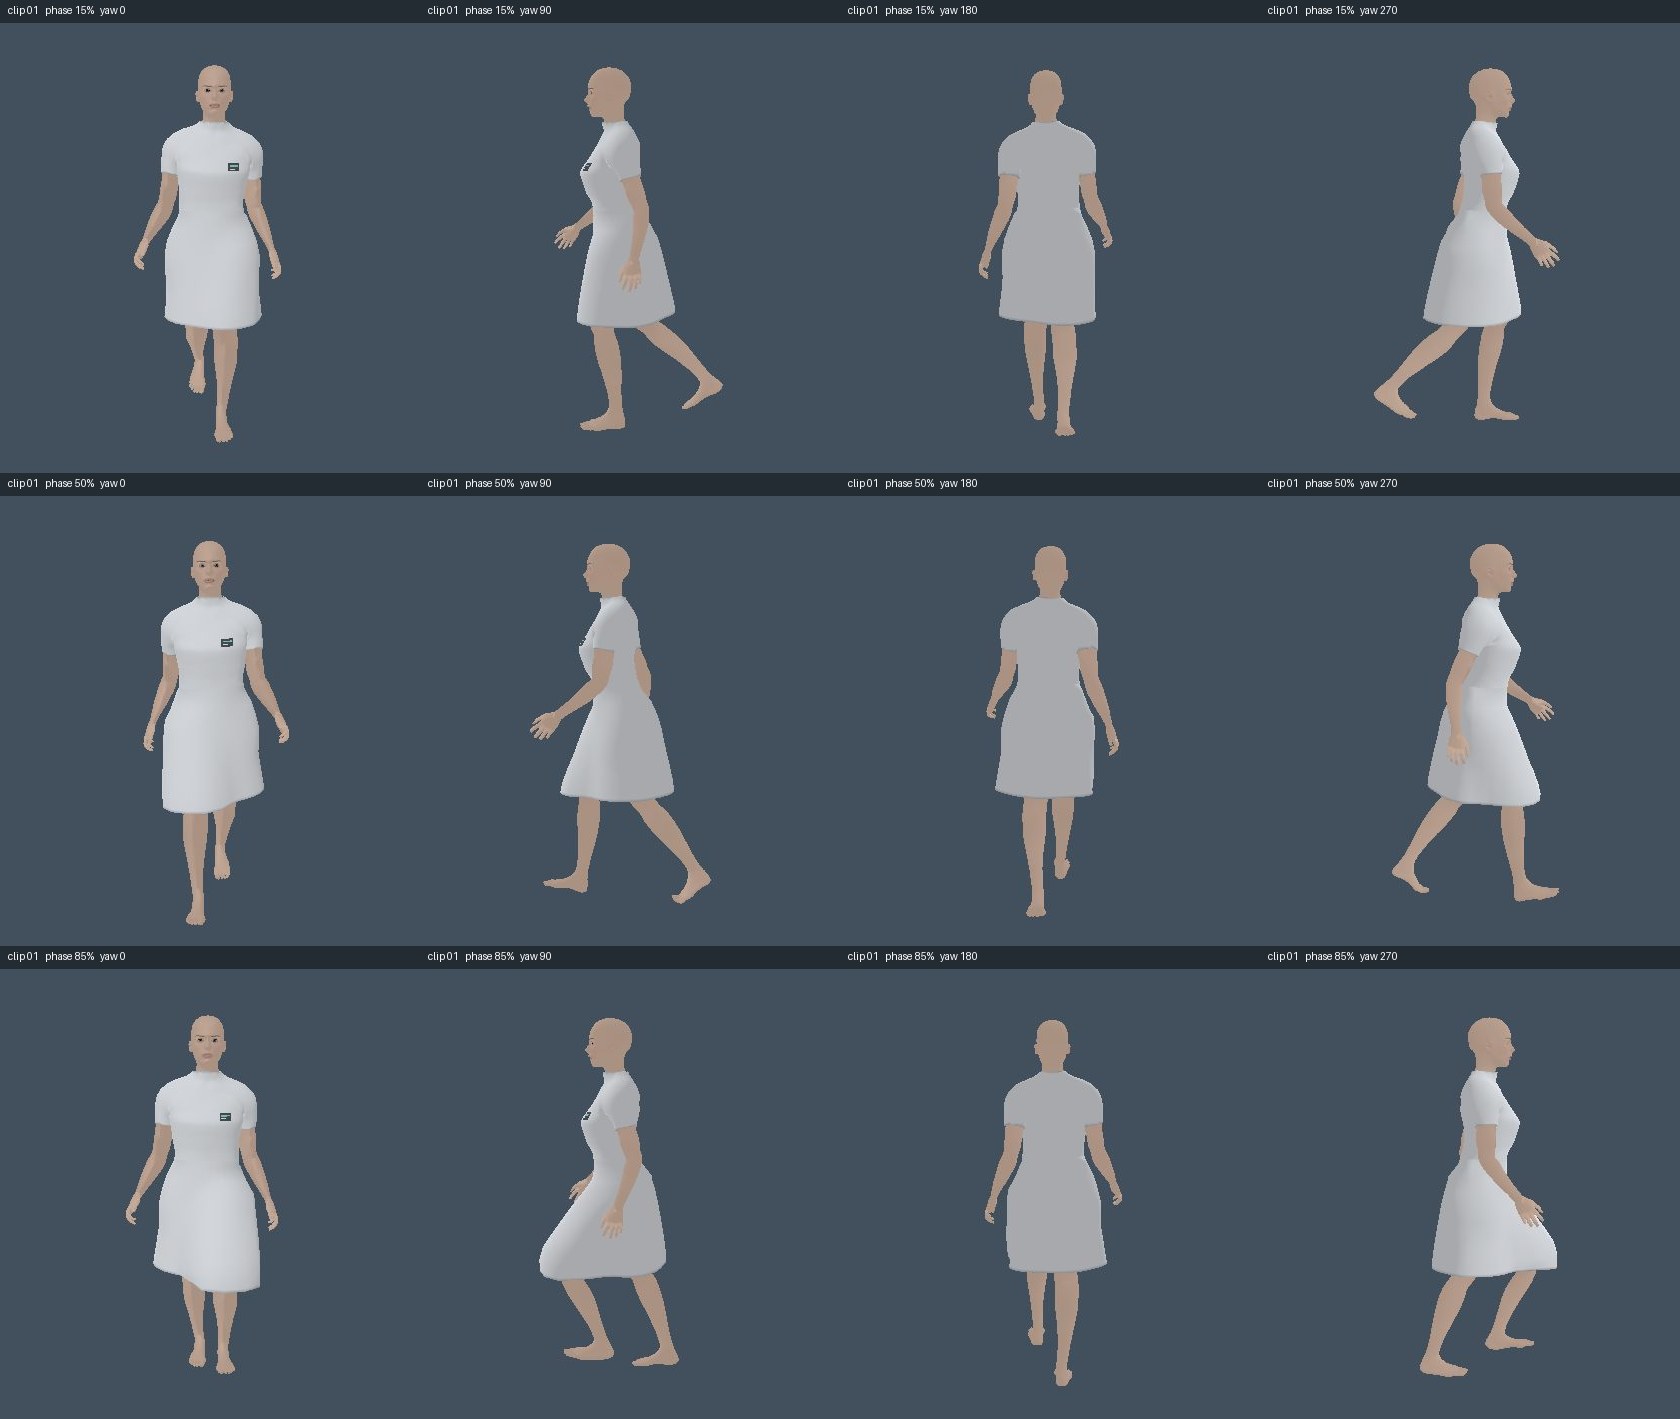 clip01 phase 15% yaw 0
clip01 phase 15% yaw 90
clip01 phase 15% yaw 180
clip01 phase 15% yaw 270
clip01 phase 50% yaw 0
clip01 phase 50% yaw 90
clip01 phase 50% yaw 180
clip01 phase 50% yaw 270
clip01 phase 85% yaw 0
clip01 phase 85% yaw 90
clip01 phase 85% yaw 180
clip01 phase 85% yaw 270